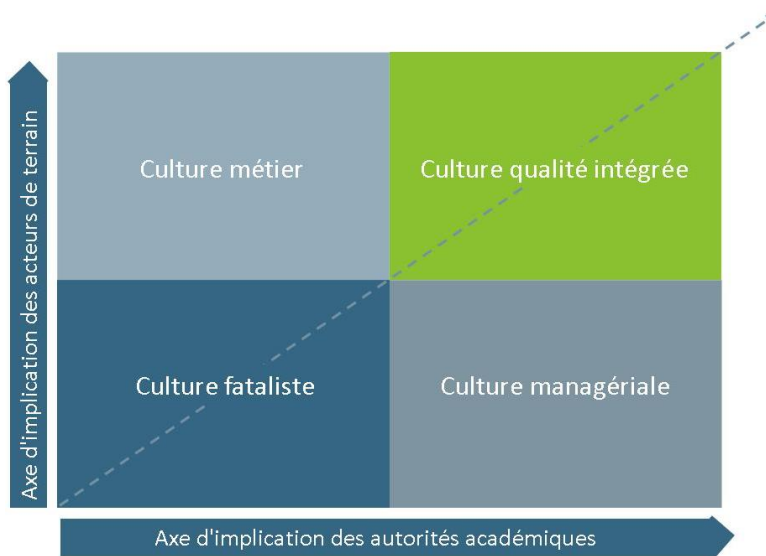 Axe d'implication des acteurs de terrain
Culture métier
Culture qualité intégrée
Culture fataliste
Culture managériale
Axe d'implication des autorités académiques